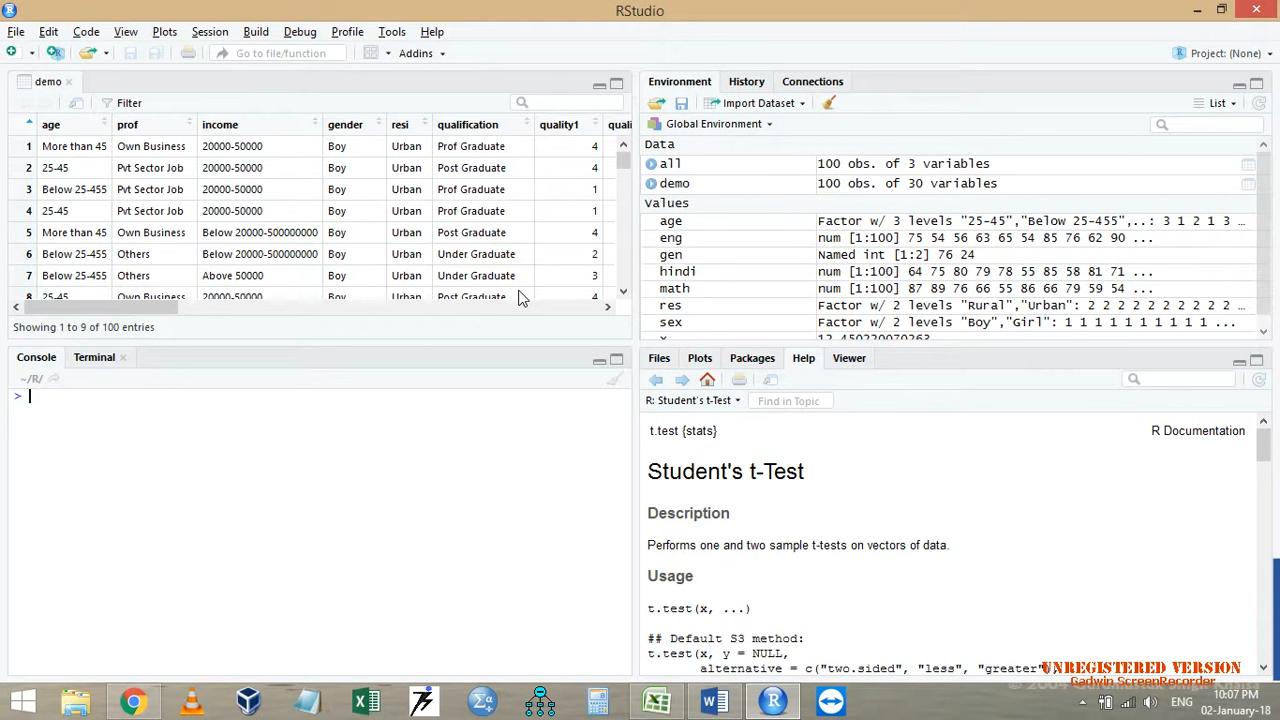 RStudio
File Edit Code View Plots Session Build Debug Profile Tools Help
Go to file/function Addins Project: (None)
demo
Filter
age prof income gender resi qualification quality1 quali
1 More than 45 Own Business 20000-50000 Boy Urban Prof Graduate 4
2 25-45 Pvt Sector Job 20000-50000 Boy Urban Post Graduate 4
3 Below 25-455 Pvt Sector Job 20000-50000 Boy Urban Prof Graduate 1
4 25-45 Pvt Sector Job 20000-50000 Boy Urban Prof Graduate 1
5 More than 45 Own Business Below 20000-500000000 Boy Urban Post Graduate 4
6 Below 25-455 Others Below 20000-500000000 Boy Urban Under Graduate 2
7 Below 25-455 Others Above 50000 Boy Urban Under Graduate 3
8 25-45 Own Business 20000-50000 Boy Urban Post Graduate 4
Showing 1 to 9 of 100 entries
Console Terminal
~/R/
>
Environment History Connections
Import Dataset List
Global Environment
Data
all 100 obs. of 3 variables
demo 100 obs. of 30 variables
Values
age Factor w/ 3 levels "25-45","Below 25-455",..: 3 1 2 1 3 ...
eng num [1:100] 75 54 56 63 65 54 85 76 62 90 ...
gen Named int [1:2] 76 24
hindi num [1:100] 64 75 80 79 78 55 85 58 81 71 ...
math num [1:100] 87 89 76 66 55 86 66 79 59 54 ...
res Factor w/ 2 levels "Rural","Urban": 2 2 2 2 2 2 2 2 2 2 ...
sex Factor w/ 2 levels "Boy","Girl": 1 1 1 1 1 1 1 1 1 1 ...
x 12.450220070263
Files Plots Packages Help Viewer
R: Student's t-Test Find in Topic
t.test {stats} R Documentation
Student's t-Test
Description
Performs one and two sample t-tests on vectors of data.
Usage
t.test(x, ...)
## Default S3 method:
t.test(x, y = NULL,
alternative = c("two.sided", "less", "greater"
UNREGISTERED VERSION
Gadwin ScreenRecorder
ENG
10:07 PM
02-January-18